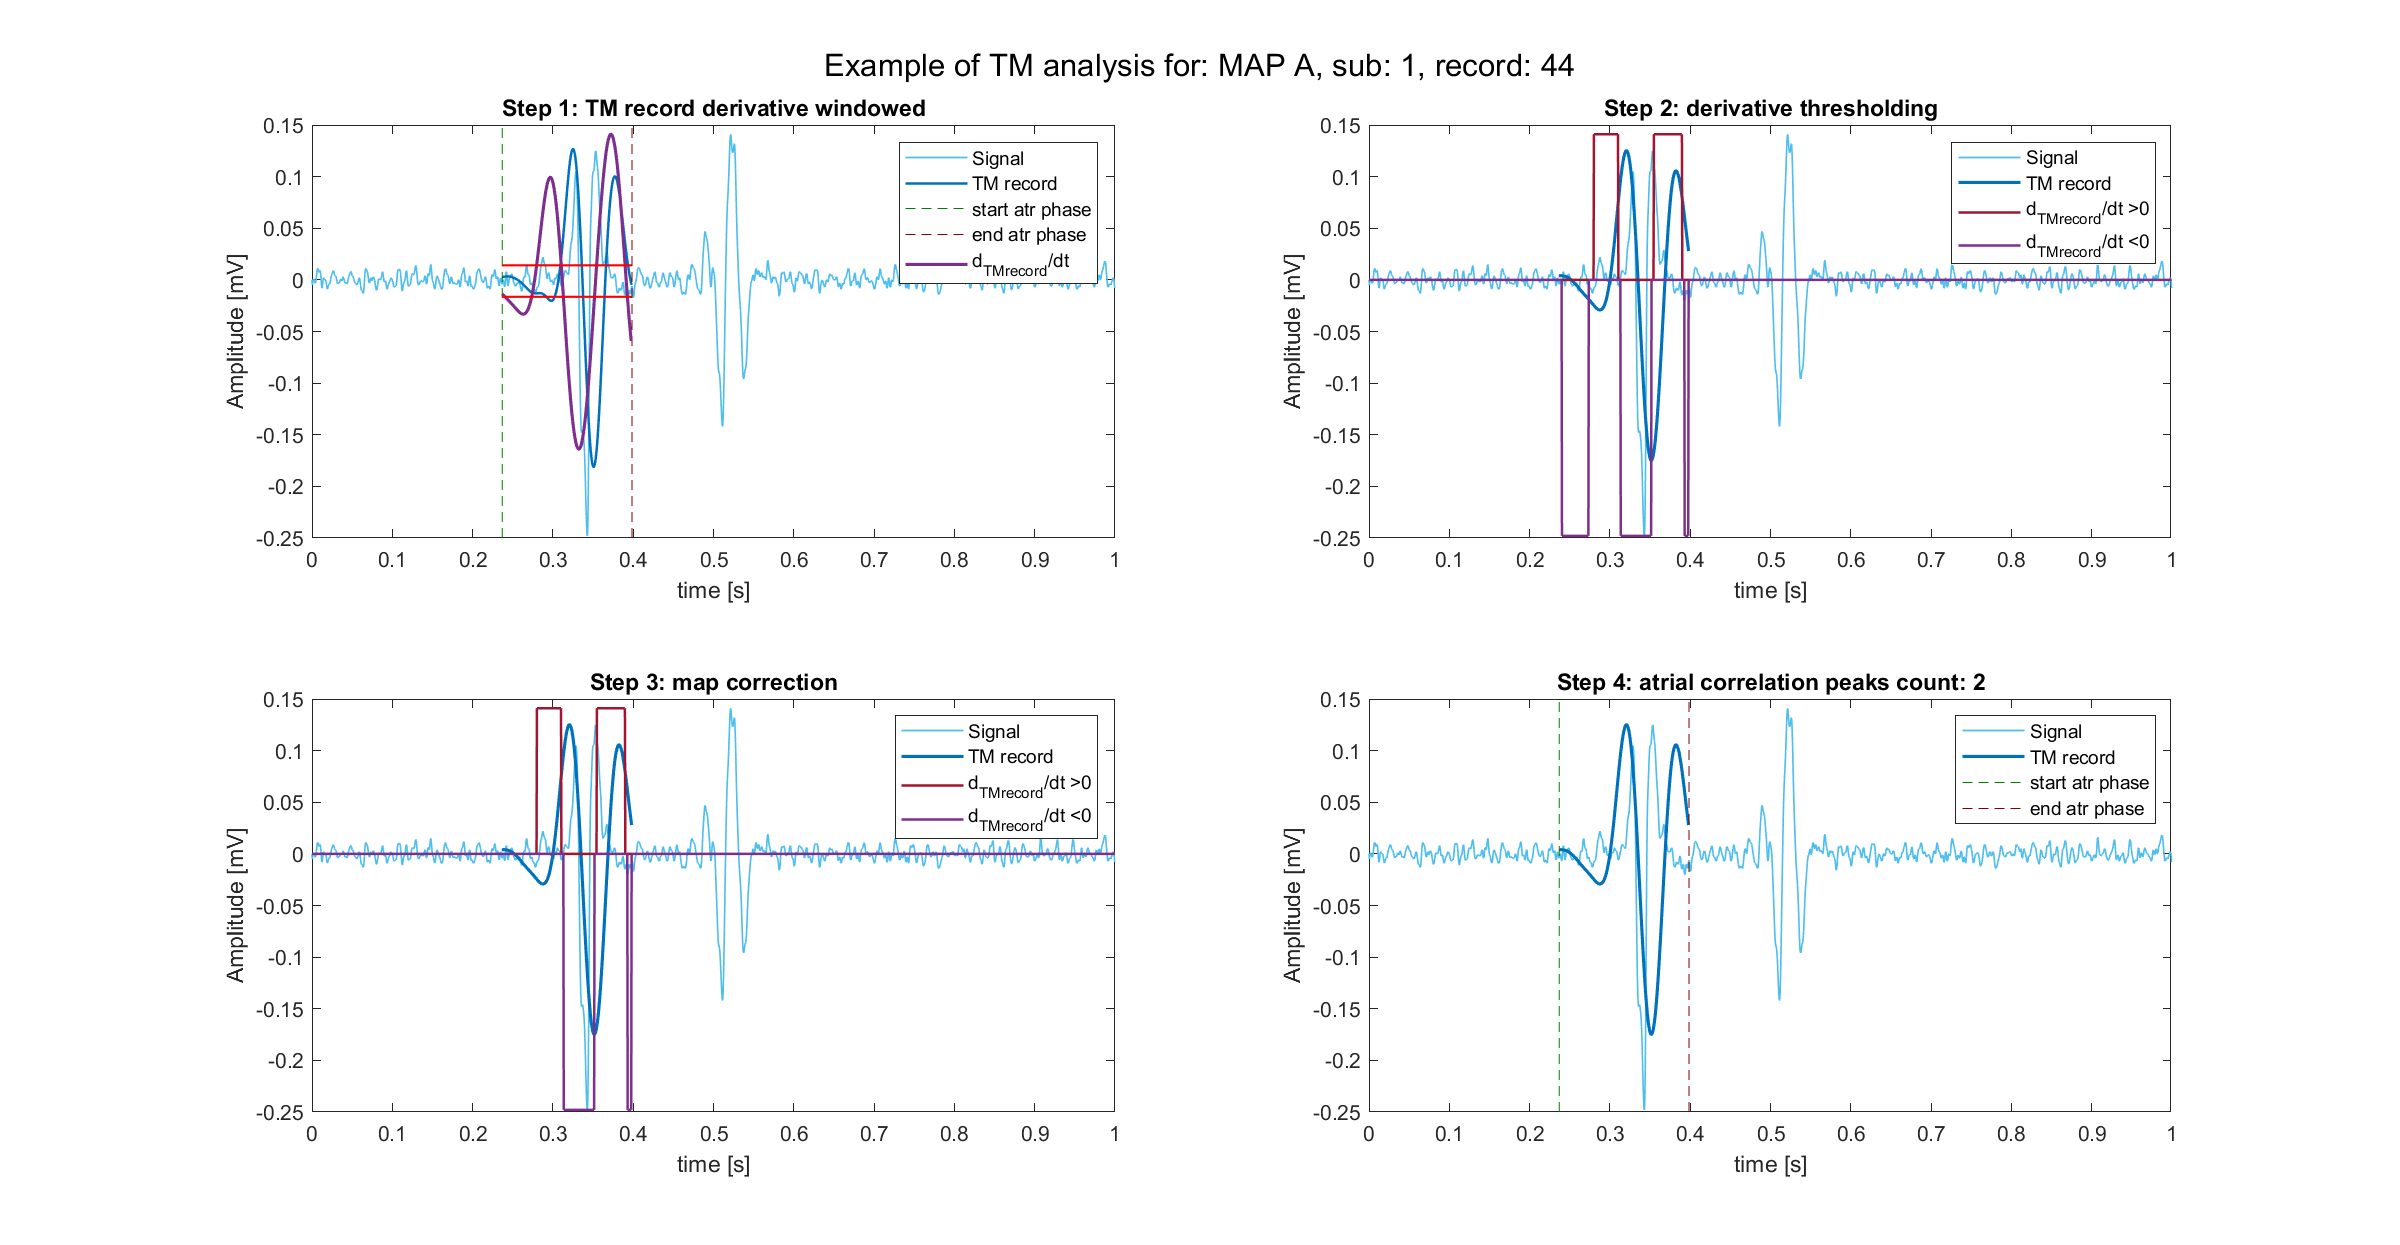 Example of TM analysis for: MAP A, sub: 1, record: 44
Step 1: TM record derivative windowed
0.15
0.1
0.05
0
-0.05
-0.1
-0.15
-0.2
-0.25
Amplitude [mV]
0 0.1 0.2 0.3 0.4 0.5 0.6 0.7 0.8 0.9 1
time [s]
Signal
TM record
start atr phase
end atr phase
dTMrecord/dt
Step 2: derivative thresholding
0.15
0.1
0.05
0
-0.05
-0.1
-0.15
-0.2
-0.25
Amplitude [mV]
0 0.1 0.2 0.3 0.4 0.5 0.6 0.7 0.8 0.9 1
time [s]
Signal
TM record
dTMrecord/dt >0
dTMrecord/dt <0
Step 3: map correction
0.15
0.1
0.05
0
-0.05
-0.1
-0.15
-0.2
-0.25
Amplitude [mV]
0 0.1 0.2 0.3 0.4 0.5 0.6 0.7 0.8 0.9 1
time [s]
Signal
TM record
dTMrecord/dt >0
dTMrecord/dt <0
Step 4: atrial correlation peaks count: 2
0.15
0.1
0.05
0
-0.05
-0.1
-0.15
-0.2
-0.25
Amplitude [mV]
0 0.1 0.2 0.3 0.4 0.5 0.6 0.7 0.8 0.9 1
time [s]
Signal
TM record
start atr phase
end atr phase